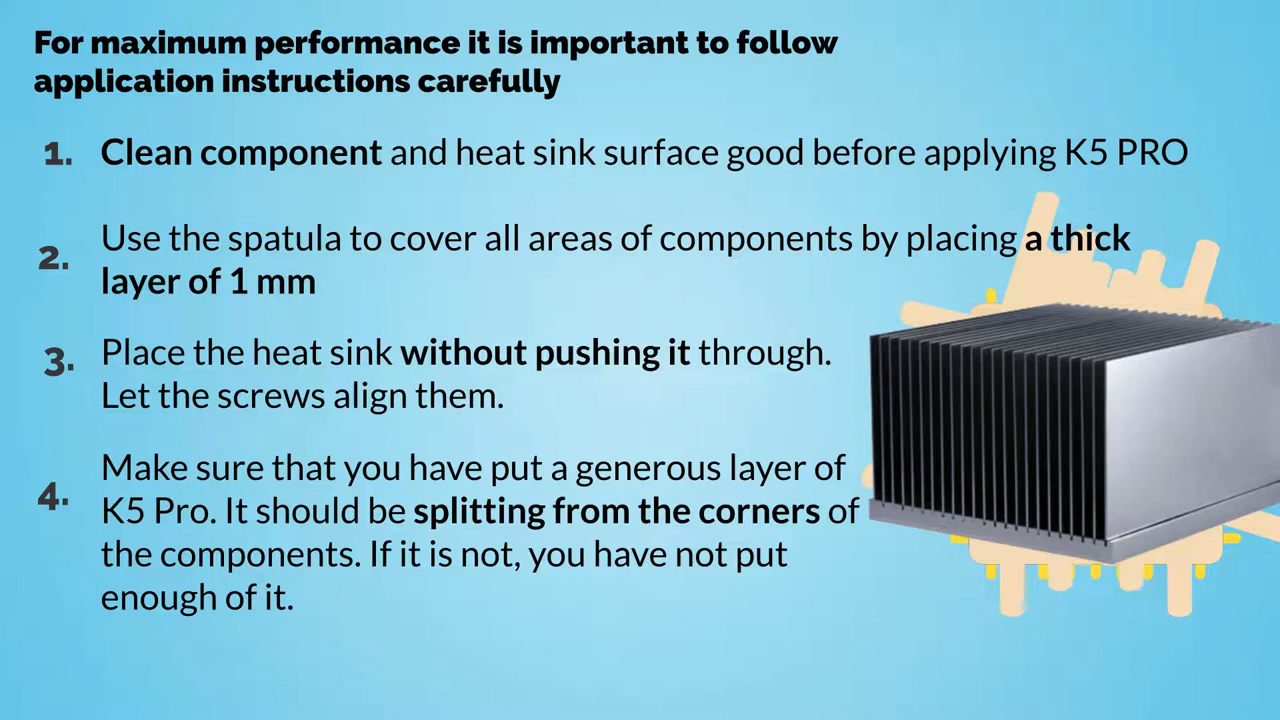 For maximum performance it is important to follow
application instructions carefully
1. Clean component and heat sink surface good before applying K5 PRO
2. Use the spatula to cover all areas of components by placing a thick
layer of 1 mm
3. Place the heat sink without pushing it through.
Let the screws align them.
4. Make sure that you have put a generous layer of
K5 Pro. It should be splitting from the corners of
the components. If it is not, you have not put
enough of it.